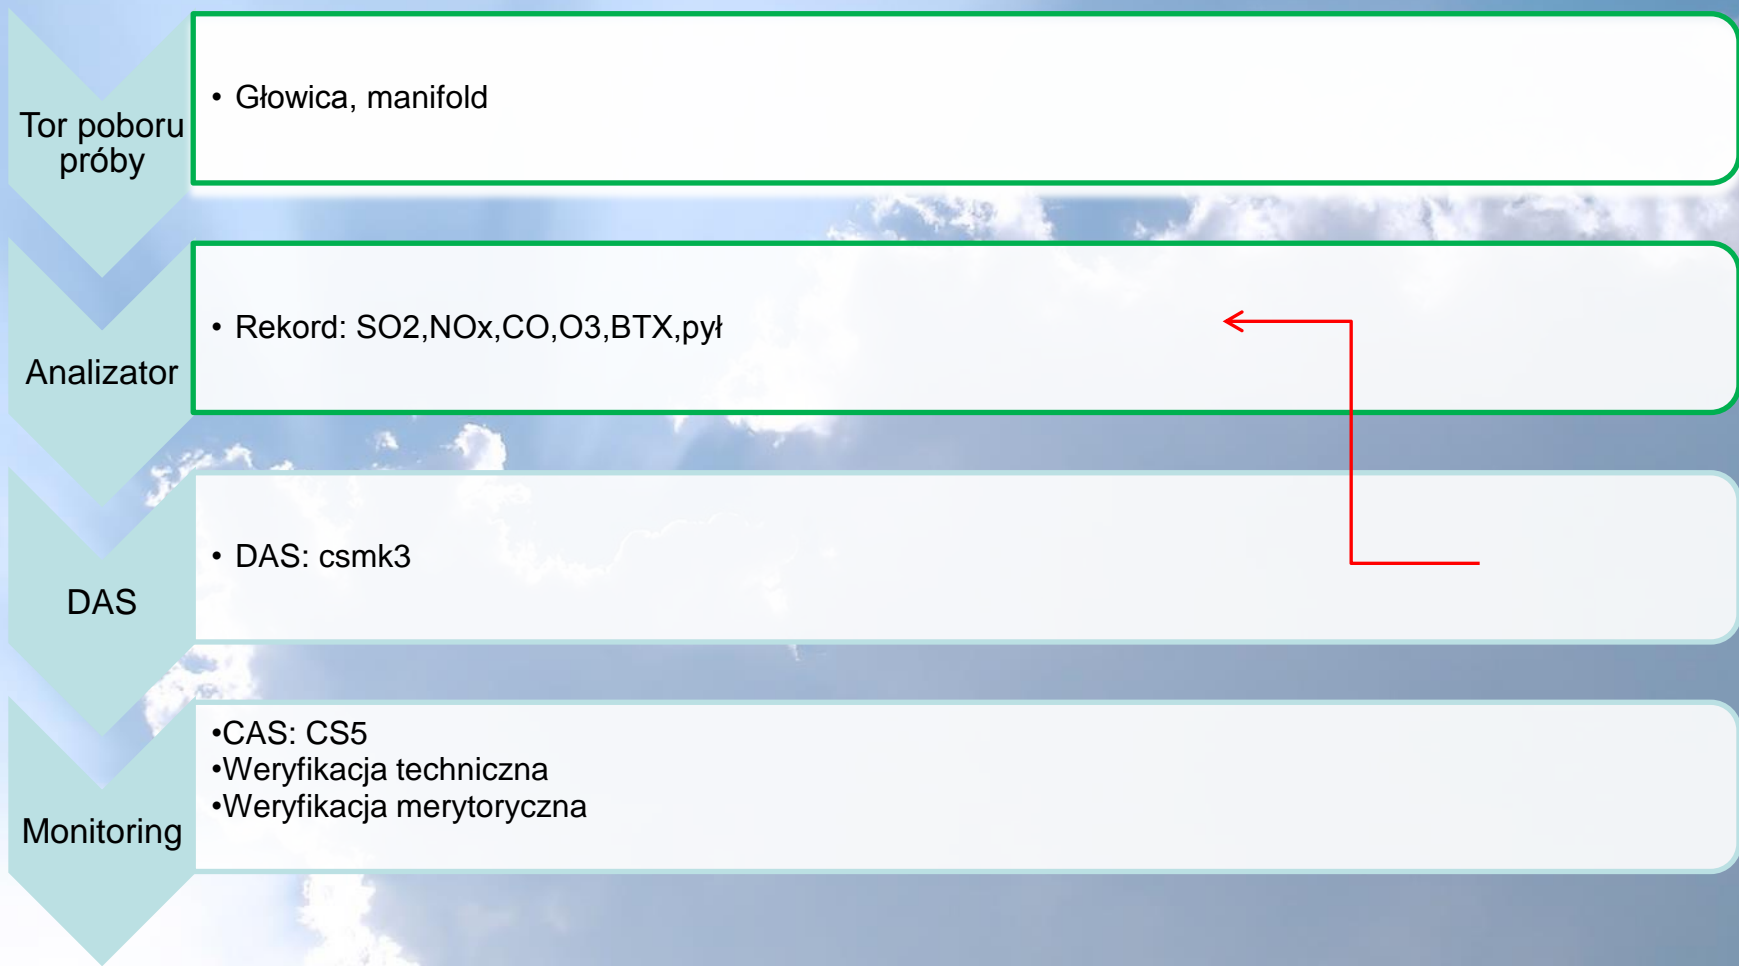 Tor poboru
próby
• Głowica, manifold
Analizator
• Rekord: SO2,NOx,CO,O3,BTX,pył
DAS
• DAS: csmk3
Monitoring
•CAS: CS5
•Weryfikacja techniczna
•Weryfikacja merytoryczna